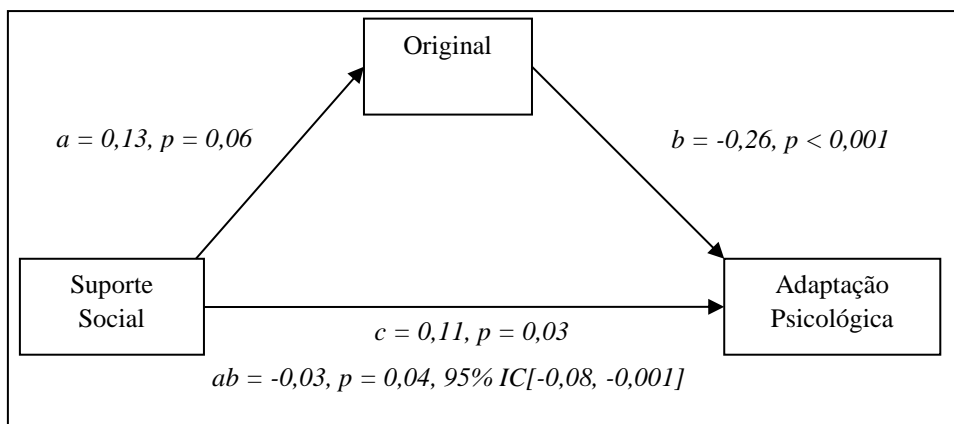 Original
a = 0,13, p = 0,06
b = -0,26, p < 0,001
Suporte
Social
Adaptação
Psicológica
c = 0,11, p = 0,03
ab = -0,03, p = 0,04, 95% IC[-0,08, -0,001]